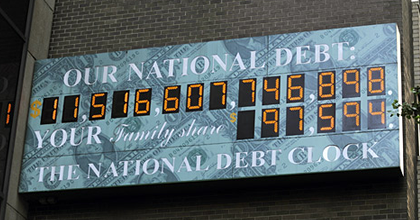 OUR NATIONAL DEBT:
$11,516,607,746,898
YOUR Family share $97,594
THE NATIONAL DEBT CLOCK